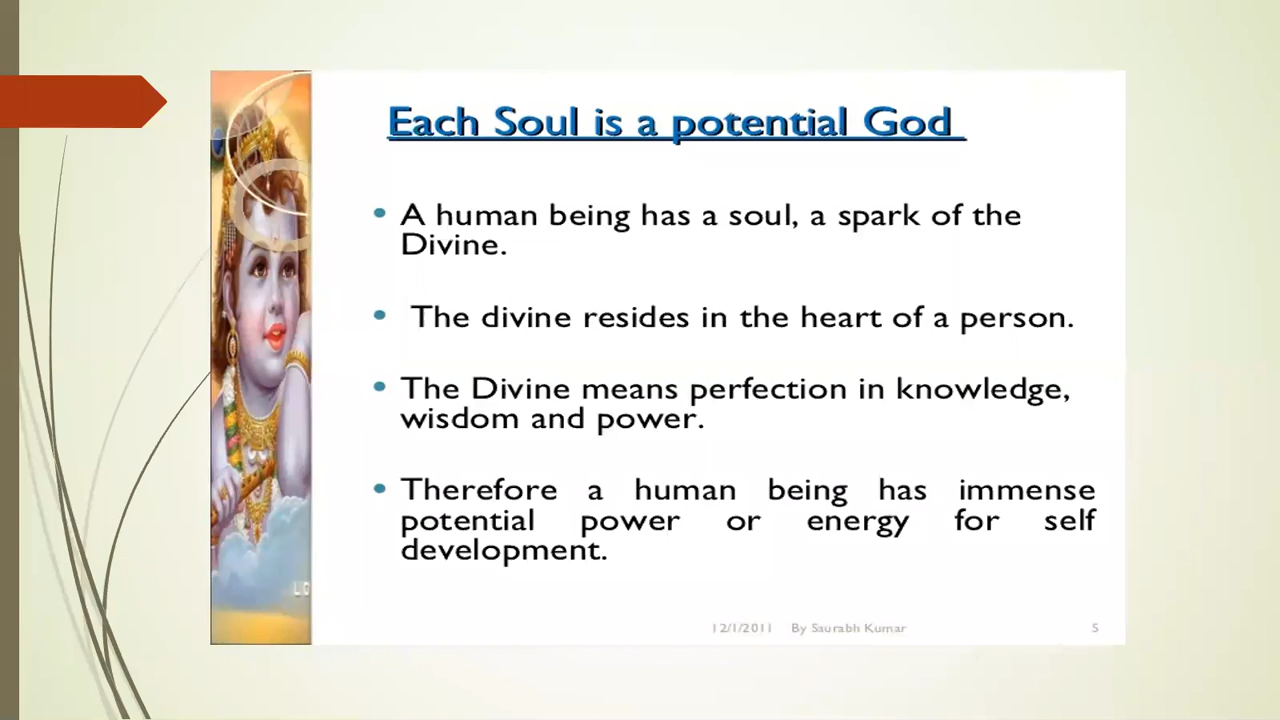 Each Soul is a potential God
• A human being has a soul, a spark of the
Divine.
• The divine resides in the heart of a person.
• The Divine means perfection in knowledge,
wisdom and power.
• Therefore a human being has immense
potential power or energy for self
development.
12/1/2011 By Saurabh Kumar 5